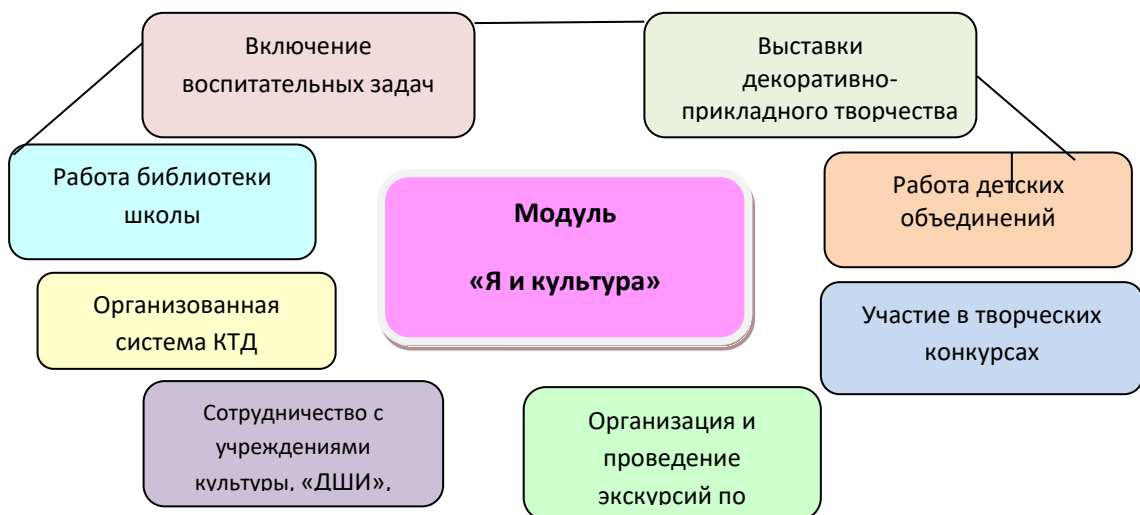 Включение
воспитательных задач
Выставки
декоративно-
прикладного творчества
Работа библиотеки
школы
Модуль
«Я и культура»
Работа детских
объединений
Организованная
система КТД
Участие в творческих
конкурсах
Сотрудничество с
учреждениями
культуры, «ДШИ»,
Организация и
проведение
экскурсий по